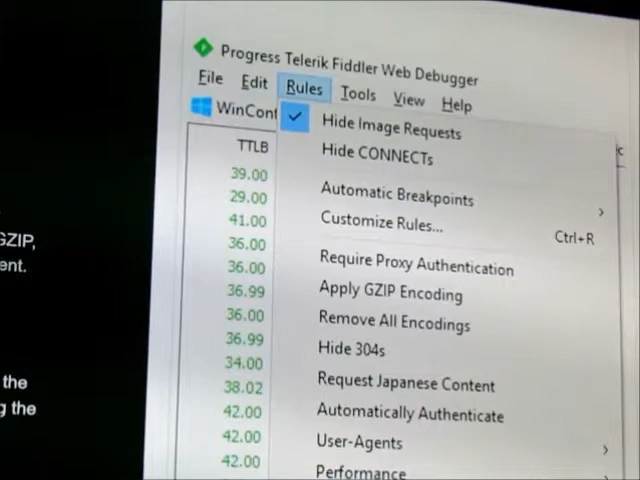 Progress Telerik Fiddler Web Debugger
File Edit Rules Tools View Help
WinConf
Hide Image Requests
Hide CONNECTs
Automatic Breakpoints
Customize Rules... Ctrl+R
Require Proxy Authentication
Apply GZIP Encoding
Remove All Encodings
Hide 304s
Request Japanese Content
Automatically Authenticate
User-Agents
Performance
TTLB
39.00
29.00
41.00
36.00
36.00
36.99
36.00
36.99
34.00
38.02
42.00
42.00
42.00
GZIP,
ent.
the
g the